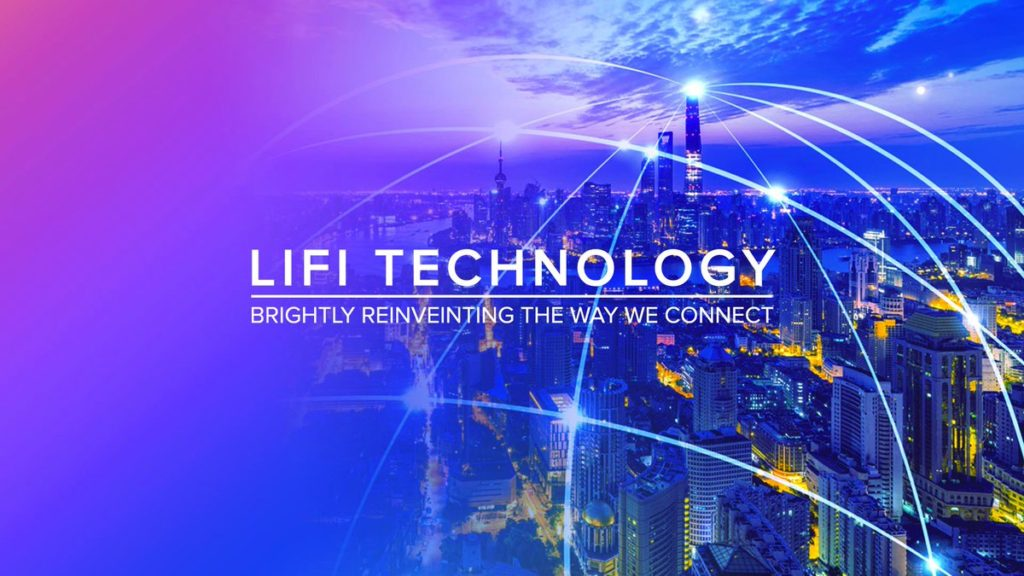 LIFI TECHNOLOGY
BRIGHTLY REINVEINTING THE WAY WE CONNECT